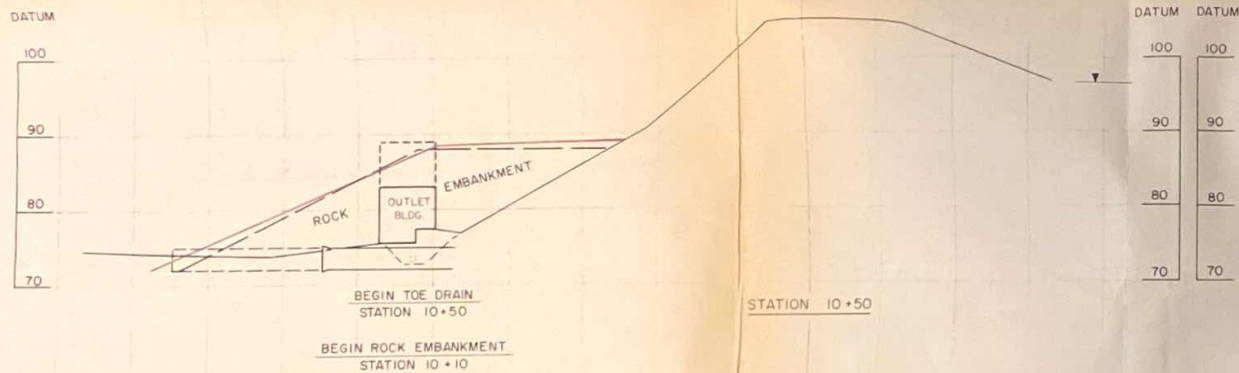 DATUM
DATUM DATUM
100
100 100
90
90 90
EMBANKMENT
OUTLET
BLDG.
ROCK
80
80 80
70
70 70
BEGIN TOE DRAIN
STATION 10+50
STATION 10+50
BEGIN ROCK EMBANKMENT
STATION 10+10